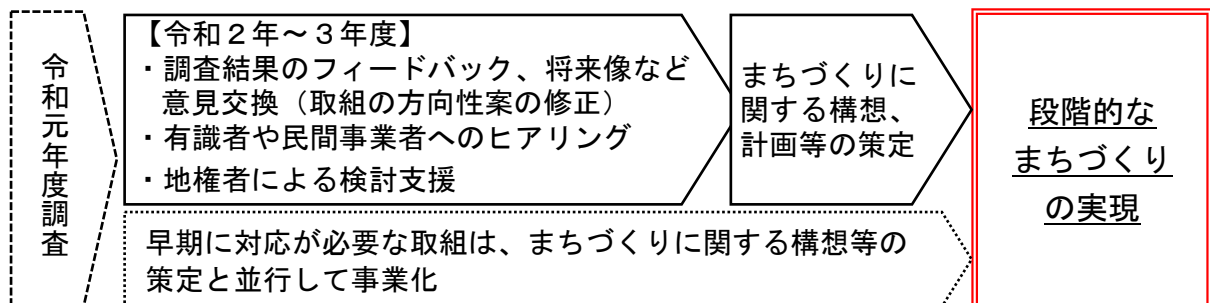 令和元年度調査
【令和２年～３年度】
・調査結果のフィードバック、将来像など
意見交換（取組の方向性案の修正）
・有識者や民間事業者へのヒアリング
・地権者による検討支援
まちづくりに
関する構想、
計画等の策定
早期に対応が必要な取組は、まちづくりに関する構想等の
策定と並行して事業化
段階的な
まちづくり
の実現